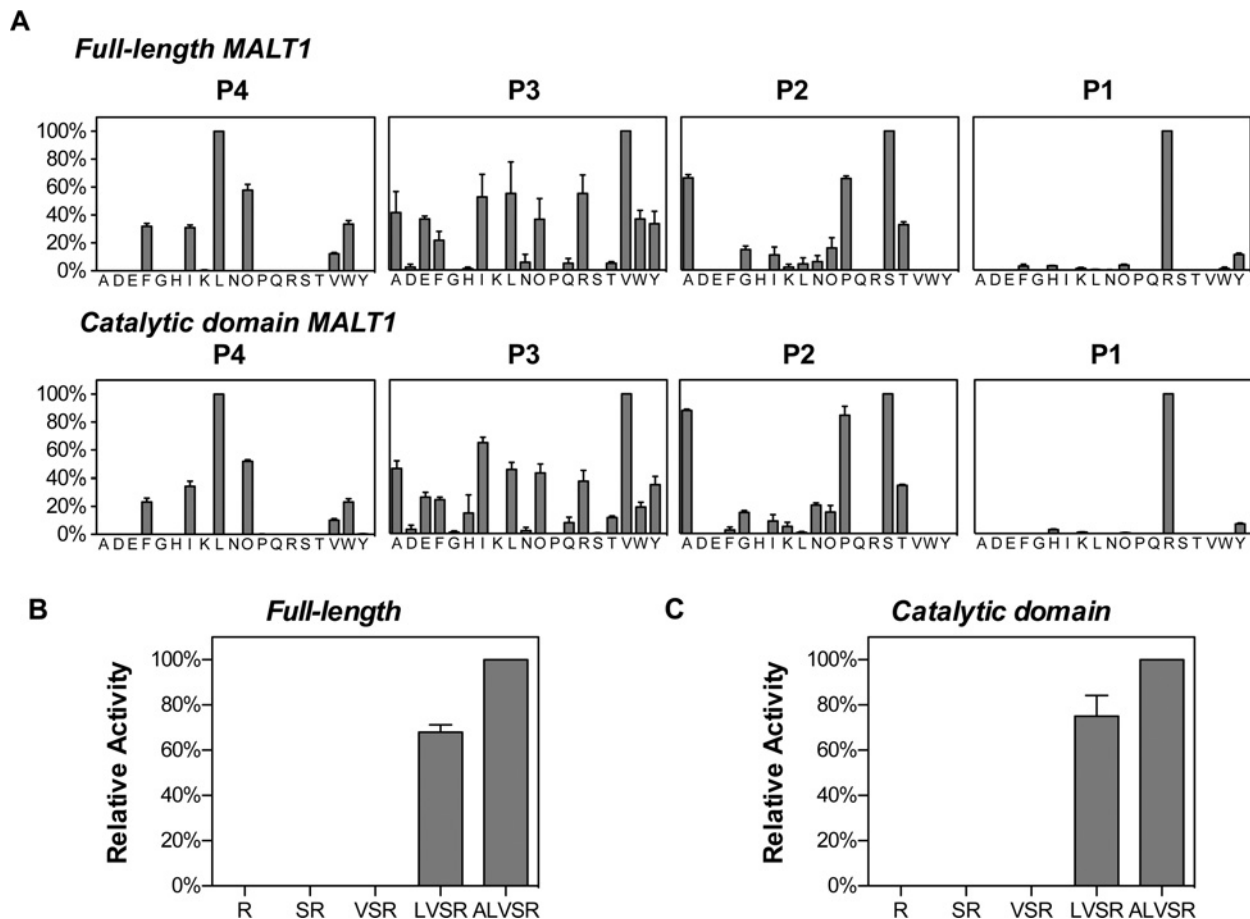 A
Full-length MALT1
P4 P3 P2 P1
100%
80%
60%
40%
20%
0%
A D E F G H I K L N O P Q R S T V W Y A D E F G H I K L N O P Q R S T V W Y A D E F G H I K L N O P Q R S T V W Y A D E F G H I K L N O P Q R S T V W Y
Catalytic domain MALT1
P4 P3 P2 P1
100%
80%
60%
40%
20%
0%
A D E F G H I K L N O P Q R S T V W Y A D E F G H I K L N O P Q R S T V W Y A D E F G H I K L N O P Q R S T V W Y A D E F G H I K L N O P Q R S T V W Y
B
Full-length
Relative Activity
100%
80%
60%
40%
20%
0%
R SR VSR LVSR ALVSR
C
Catalytic domain
Relative Activity
100%
80%
60%
40%
20%
0%
R SR VSR LVSR ALVSR